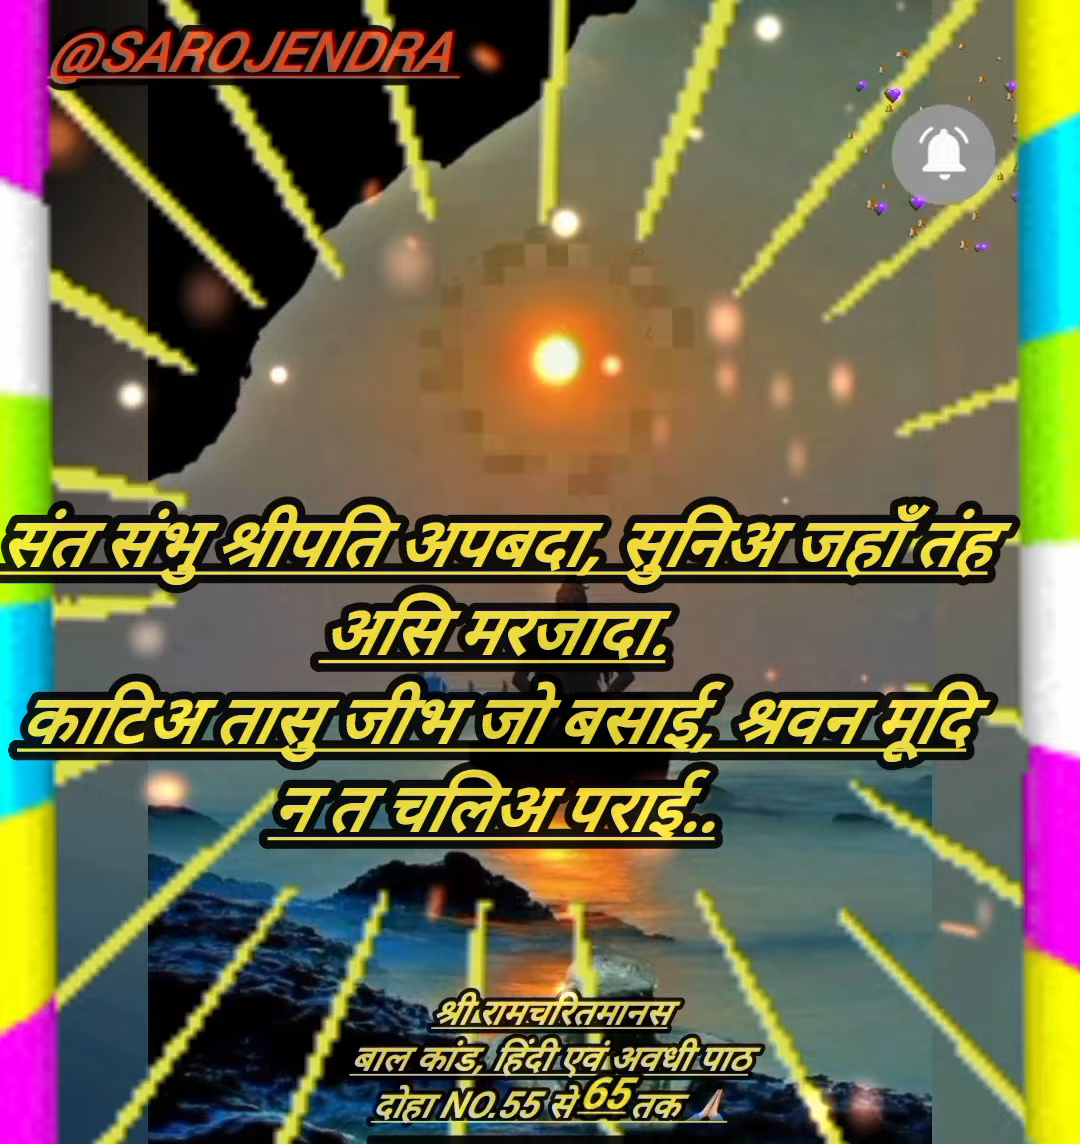 @SAROJENDRA
संत संभु श्रीपति अपबदा, सुनिअ जहाँ तंह
असि मरजादा.
काटिअ तासु जीभ जो बसाई, श्रवन मूदि
न त चलिअ पराई..
श्री रामचरितमानस
बाल कांड, हिंदी एवं अवधी पाठ
दोहा NO.55 से 65 तक 🙏🏻